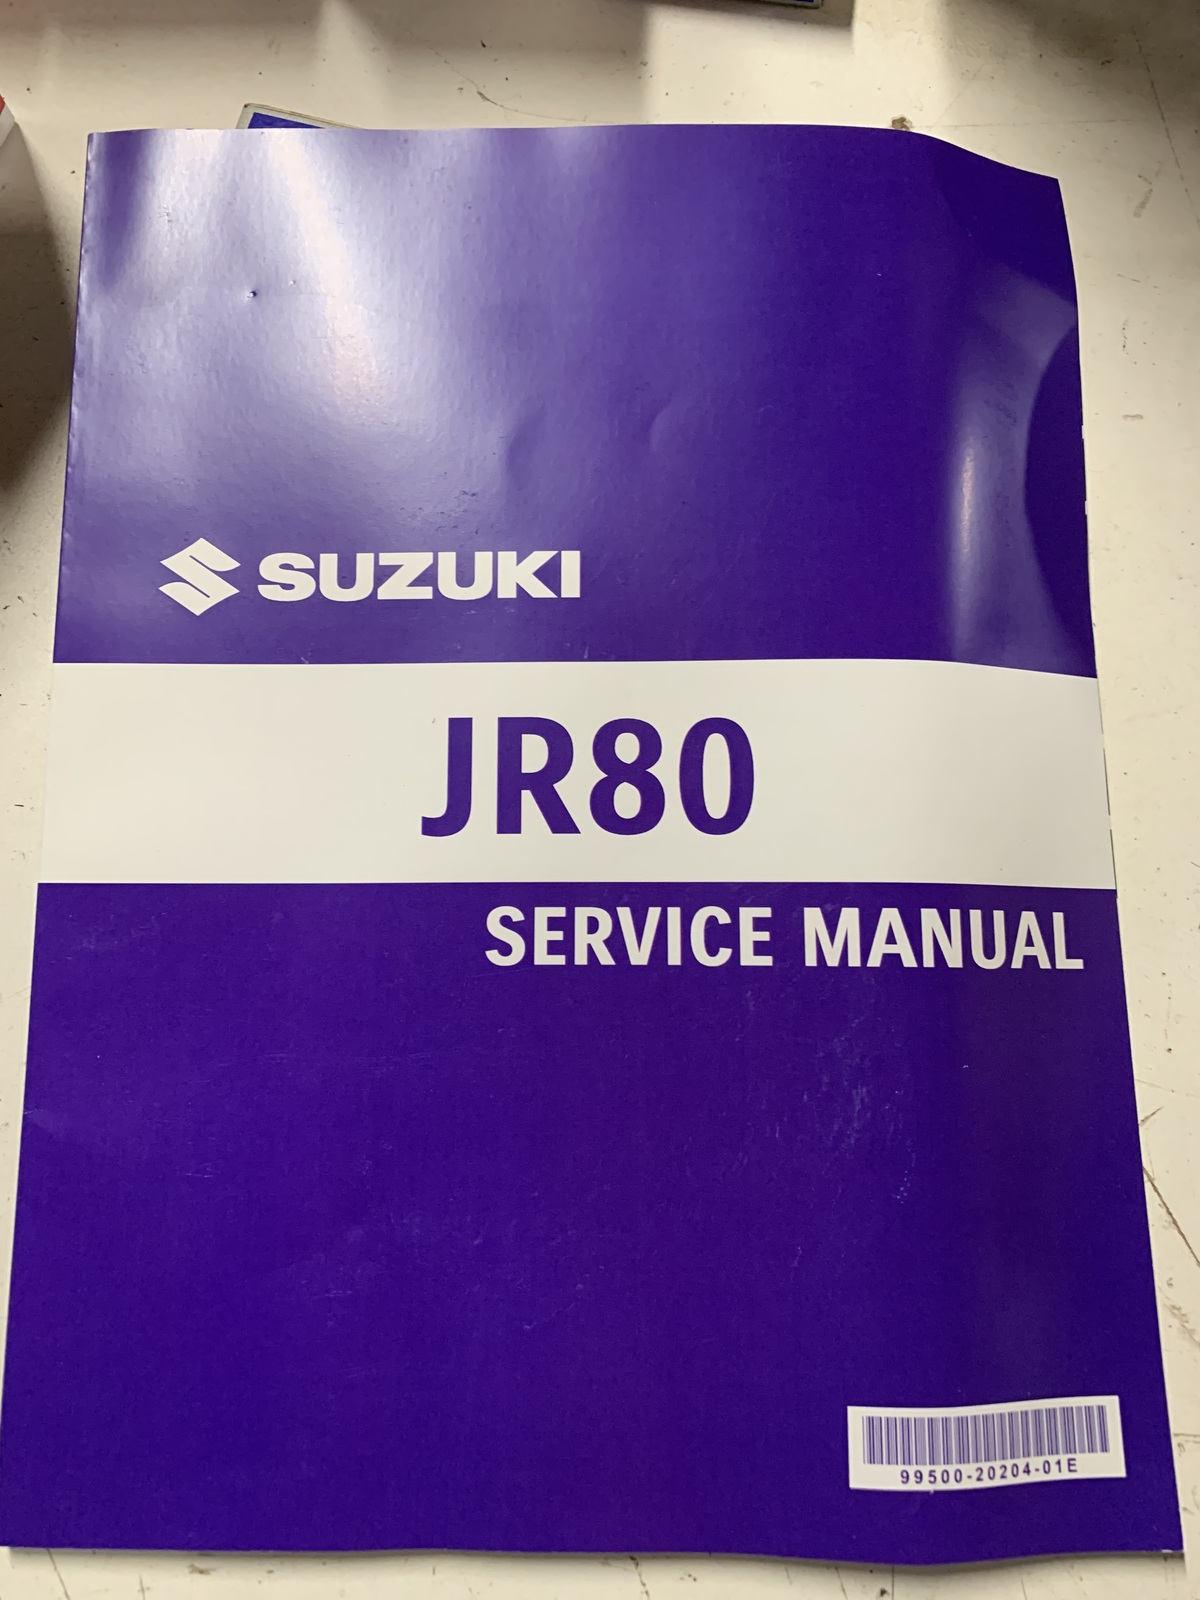 SUZUKI
JR80
SERVICE MANUAL
99500-20204-01E